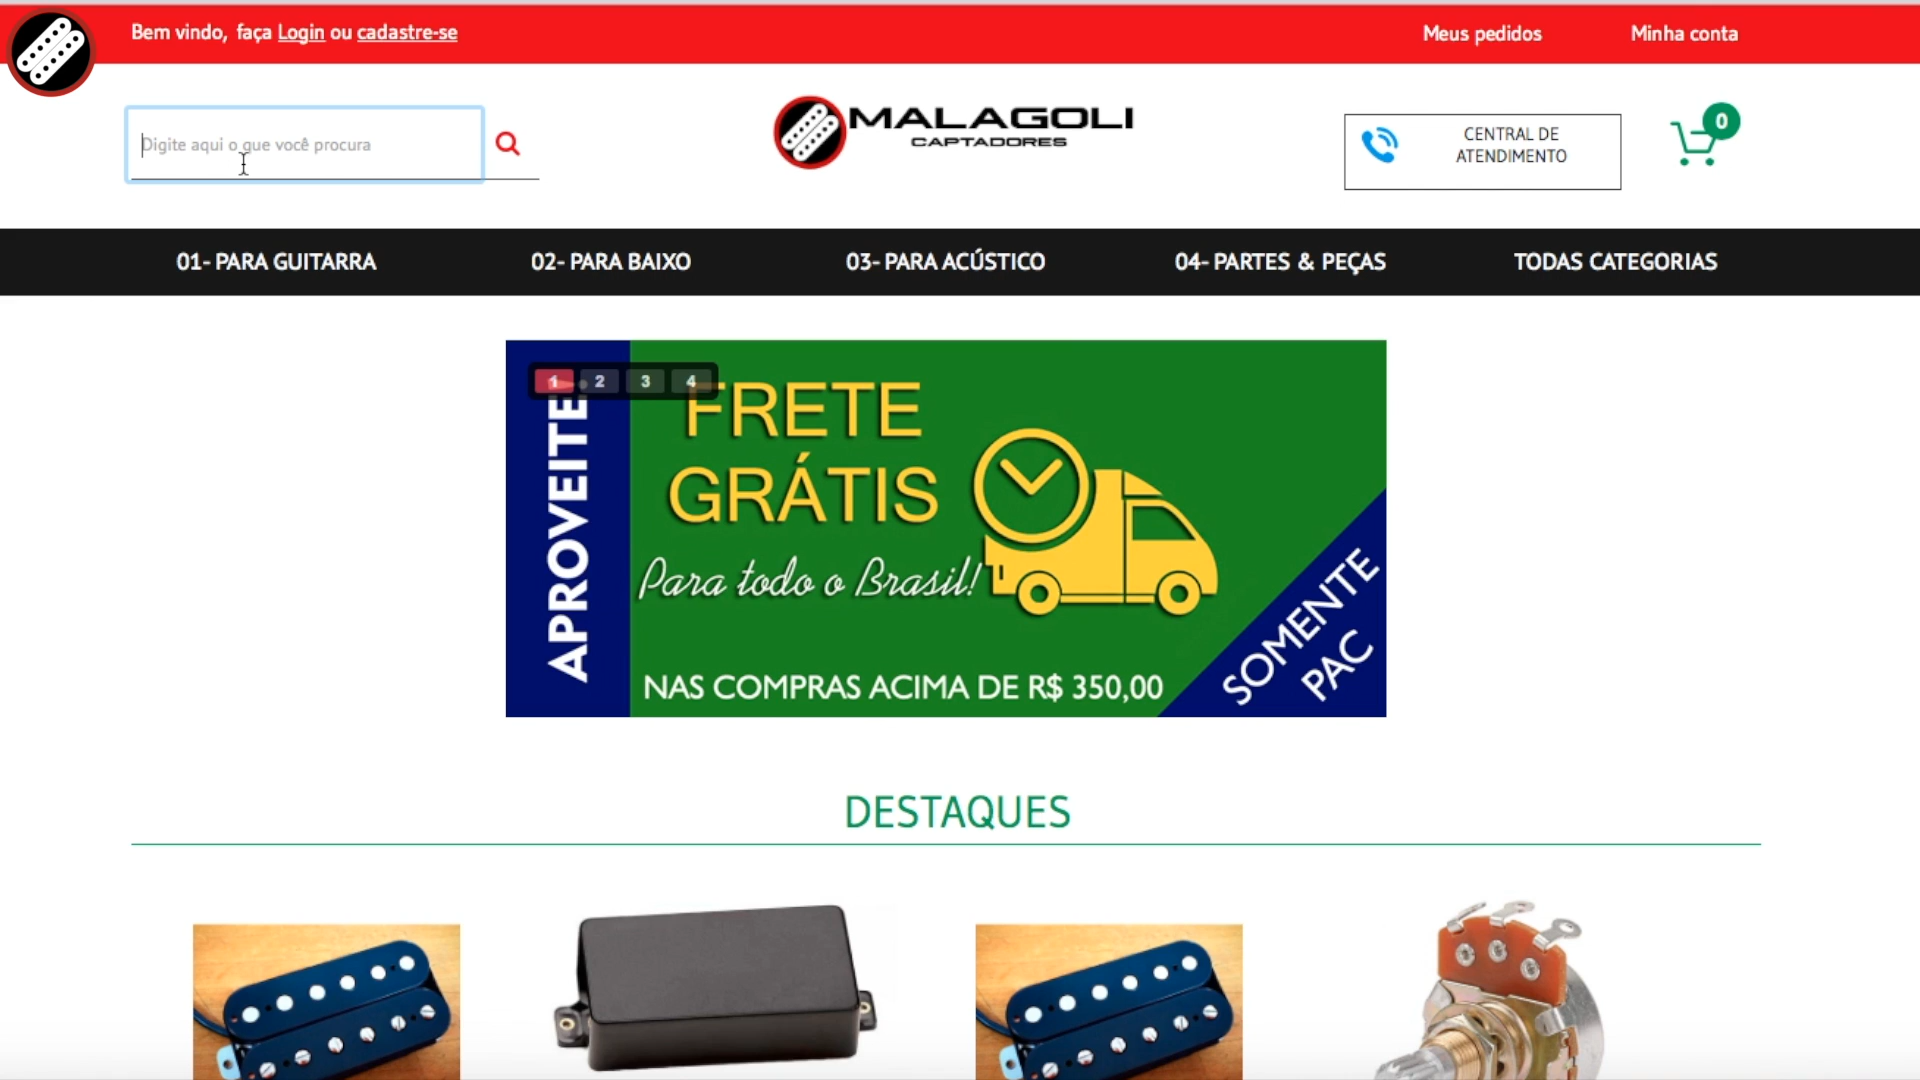 Bem vindo, faça Login ou cadastre-se
Meus pedidos
Minha conta
Digite aqui o que você procura
MALAGOLI
CAPTADORES
CENTRAL DE
ATENDIMENTO
0
01- PARA GUITARRA
02- PARA BAIXO
03- PARA ACÚSTICO
04- PARTES & PEÇAS
TODAS CATEGORIAS
1 2 3 4
APROVEITE
FRETE
GRÁTIS
Para todo o Brasil!
NAS COMPRAS ACIMA DE R$ 350,00
SOMENTE
PAC
DESTAQUES